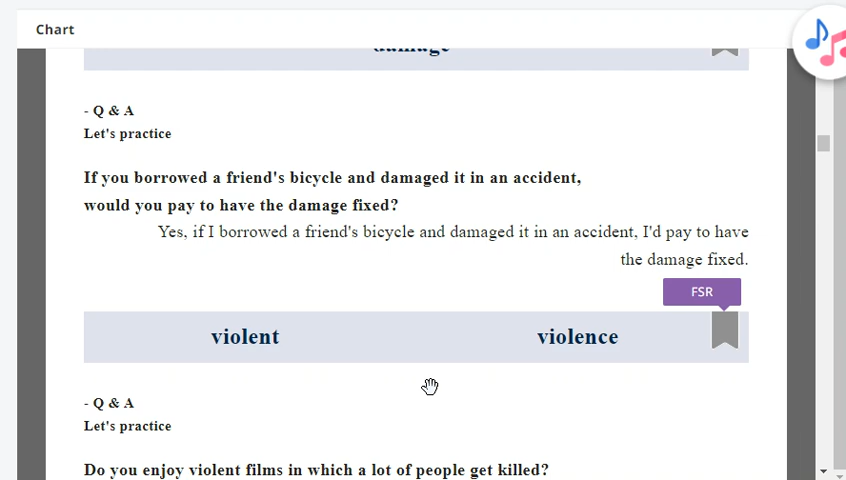 Chart
damage
- Q & A
Let's practice
If you borrowed a friend's bicycle and damaged it in an accident,
would you pay to have the damage fixed?
Yes, if I borrowed a friend's bicycle and damaged it in an accident, I'd pay to have
the damage fixed.
FSR
violent violence
- Q & A
Let's practice
Do you enjoy violent films in which a lot of people get killed?